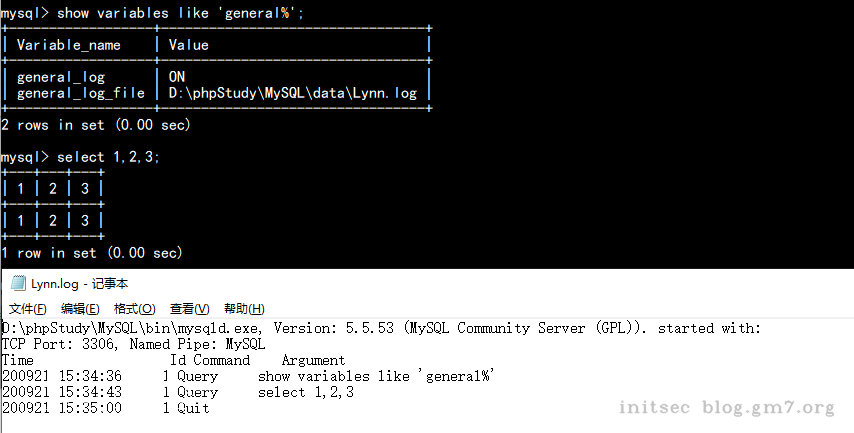 mysql> show variables like 'general%';
+------------------+-------------------------------+
| Variable_name    | Value                         |
+------------------+-------------------------------+
| general_log      | ON                            |
| general_log_file | D:\phpStudy\MySQL\data\Lynn.log |
+------------------+-------------------------------+
2 rows in set (0.00 sec)
mysql> select 1,2,3;
+---+---+---+
| 1 | 2 | 3 |
+---+---+---+
| 1 | 2 | 3 |
+---+---+---+
1 row in set (0.00 sec)
Lynn.log - 记事本
文件(F) 编辑(E) 格式(O) 查看(V) 帮助(H)
D:\phpStudy\MySQL\bin\mysqld.exe, Version: 5.5.53 (MySQL Community Server (GPL)). started with:
TCP Port: 3306, Named Pipe: MySQL
Time Id Command Argument
200921 15:34:36 1 Query show variables like 'general%'
200921 15:34:43 1 Query select 1,2,3
200921 15:35:00 1 Quit
initsec blog.gm7.org